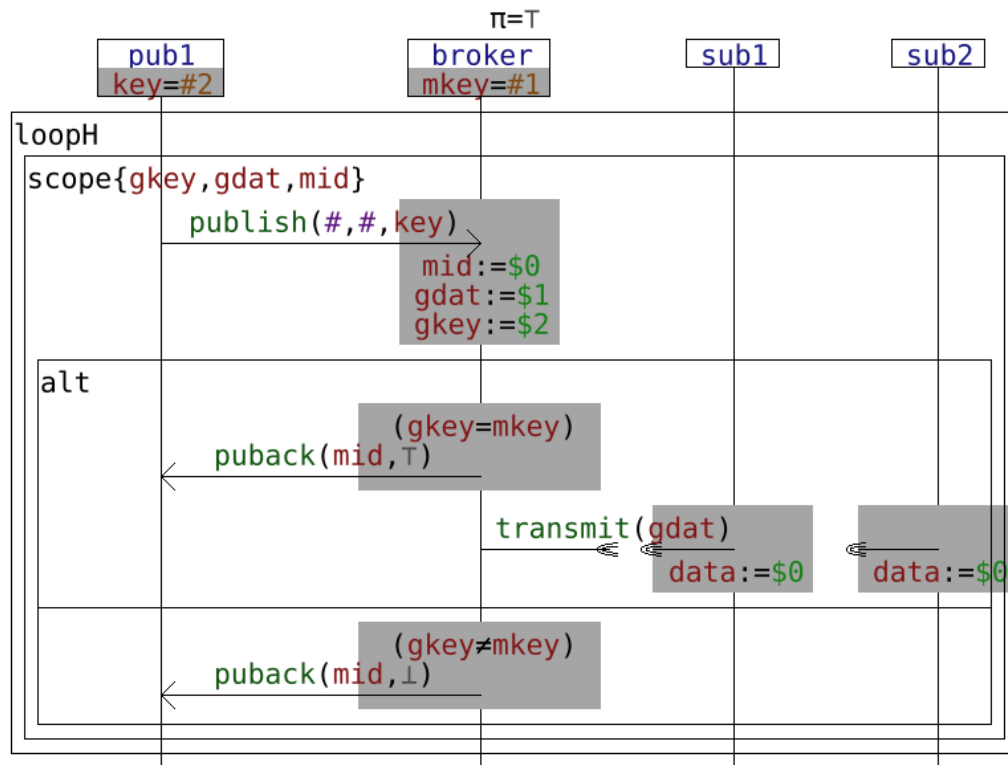 π=⊤
pub1 broker sub1 sub2
key=#2 mkey=#1
loopH
scope{gkey,gdat,mid}
publish(#,#,key)
mid:=$0
gdat:=$1
gkey:=$2
alt
(gkey=mkey)
puback(mid,⊤)
transmit(gdat)
data:=$0 data:=$0
(gkey≠mkey)
puback(mid,⊥)